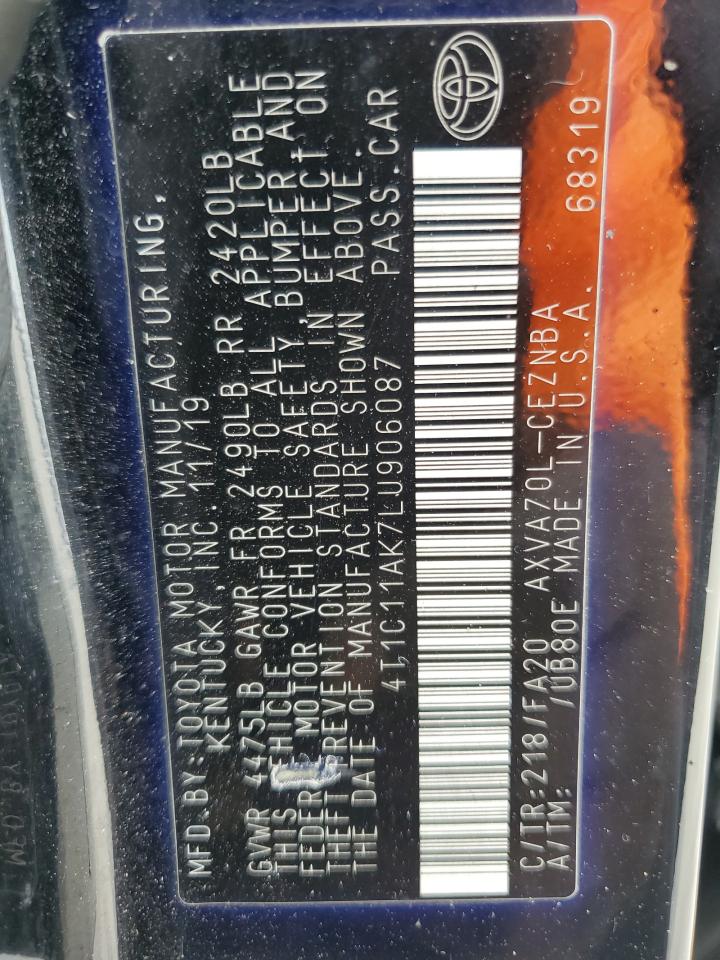 MFD.BY:TOYOTA MOTOR MANUFACTURING,
KENTUCKY,INC.11/19
GVWR 4475LB GAWR FR 2490LB RR 2420LB
THIS VEHICLE CONFORMS TO ALL APPLICABLE
FEDERAL MOTOR VEHICLE SAFETY,BUMPER AND
THEFT PREVENTION STANDARDS IN EFFECT ON
THE DATE OF MANUFACTURE SHOWN ABOVE.
4T1C11AK7LU906087 PASS.CAR
C/TR:218/FA20 AXVA70L-CEZNBA
A/TM: /UB80E MADE IN U.S.A. 68319